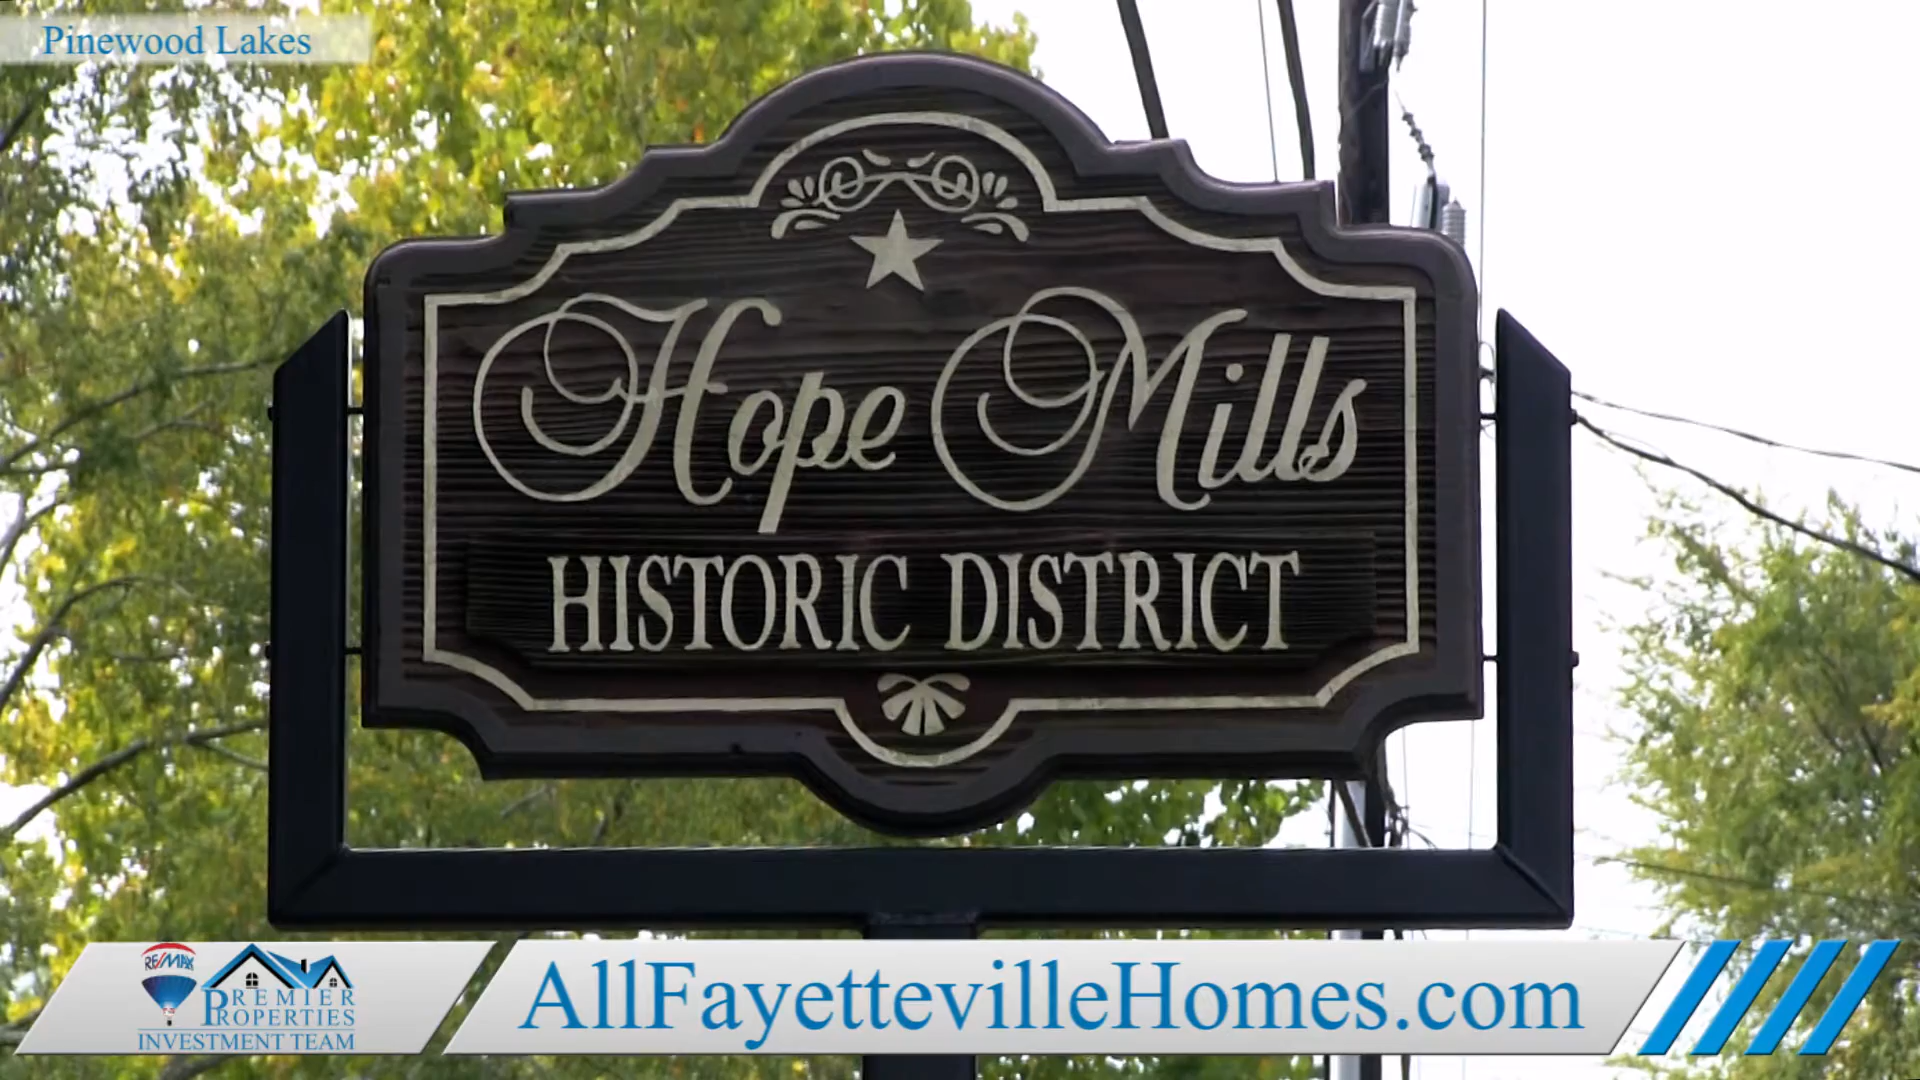 Pinewood Lakes
Hope Mills
HISTORIC DISTRICT
RE/MAX
PREMIER
PROPERTIES
INVESTMENT TEAM
AllFayettevilleHomes.com